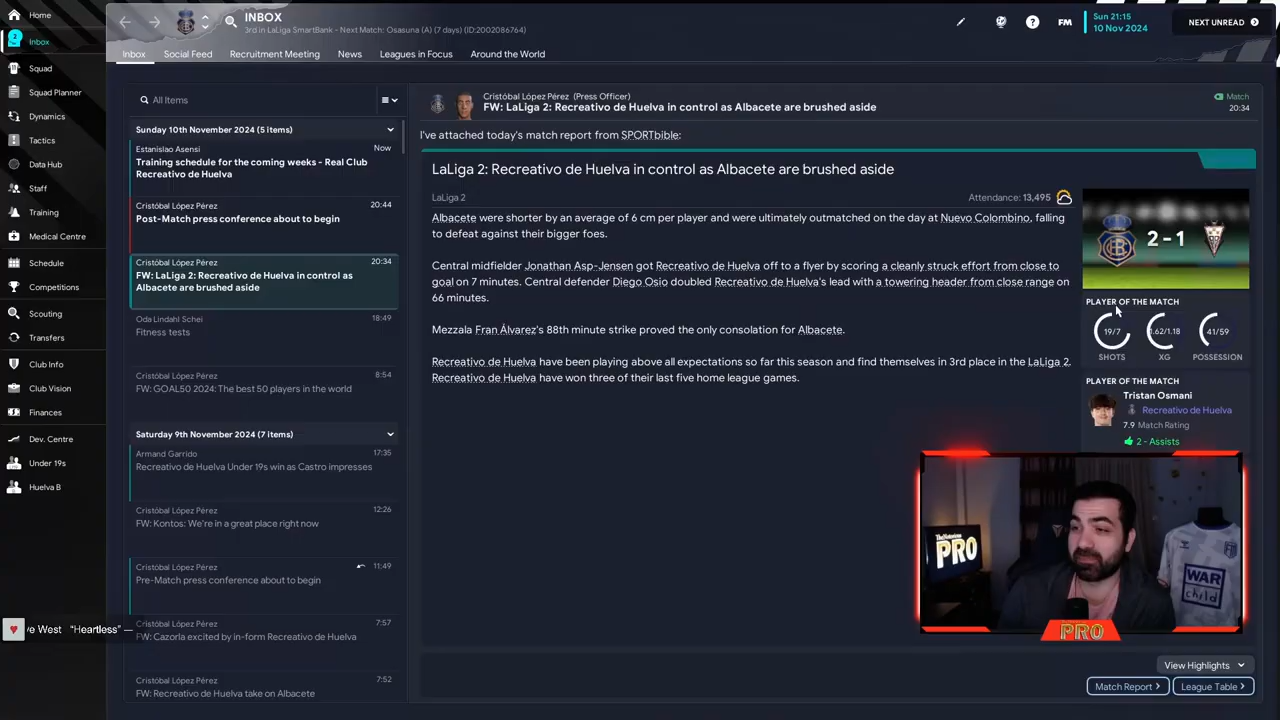 Home
Inbox
2
Squad
Squad Planner
Dynamics
Tactics
Data Hub
Staff
Training
Medical Centre
Schedule
Competitions
Scouting
Transfers
Club Info
Club Vision
Finances
Dev. Centre
Under 19s
Huelva B
INBOX
3rd in LaLiga SmartBank - Next Match: Osasuna (A) (7 days) (ID:2002086764)
FM
Sun 21:15
10 Nov 2024
NEXT UNREAD
Inbox
Social Feed
Recruitment Meeting
News
Leagues in Focus
Around the World
All Items
Sunday 10th November 2024 (5 items)
Estanislao Asensi
Now
Training schedule for the coming weeks - Real Club
Recreativo de Huelva
Cristóbal López Pérez
20:44
Post-Match press conference about to begin
Cristóbal López Pérez
20:34
FW: LaLiga 2: Recreativo de Huelva in control as
Albacete are brushed aside
Oda Lindahl Schei
18:49
Fitness tests
Cristóbal López Pérez
8:54
FW: GOAL50 2024: The best 50 players in the world
Saturday 9th November 2024 (7 items)
Armand Garrido
17:35
Recreativo de Huelva Under 19s win as Castro impresses
Cristóbal López Pérez
12:26
FW: Kontos: We're in a great place right now
Cristóbal López Pérez
11:49
Pre-Match press conference about to begin
Cristóbal López Pérez
7:57
FW: Cazorla excited by in-form Recreativo de Huelva
Cristóbal López Pérez
7:52
FW: Recreativo de Huelva take on Albacete
ve West "Heartless" —
Cristóbal López Pérez (Press Officer)
FW: LaLiga 2: Recreativo de Huelva in control as Albacete are brushed aside
Match
20:34
I've attached today's match report from SPORTbible:
LaLiga 2: Recreativo de Huelva in control as Albacete are brushed aside
LaLiga 2
Attendance: 13,495
Albacete were shorter by an average of 6 cm per player and were ultimately outmatched on the day at Nuevo Colombino, falling
to defeat against their bigger foes.
Central midfielder Jonathan Asp-Jensen got Recreativo de Huelva off to a flyer by scoring a cleanly struck effort from close to
goal on 7 minutes. Central defender Diego Osio doubled Recreativo de Huelva's lead with a towering header from close range on
66 minutes.
Mezzala Fran Álvarez's 88th minute strike proved the only consolation for Albacete.
Recreativo de Huelva have been playing above all expectations so far this season and find themselves in 3rd place in the LaLiga 2.
Recreativo de Huelva have won three of their last five home league games.
2 - 1
PLAYER OF THE MATCH
19/7
1.62/1.18
41/59
SHOTS
XG
POSSESSION
PLAYER OF THE MATCH
Tristan Osmani
Recreativo de Huelva
7.9 Match Rating
2 - Assists
TheNotorious
PRO
WAR
child
PRO
View Highlights
Match Report
League Table